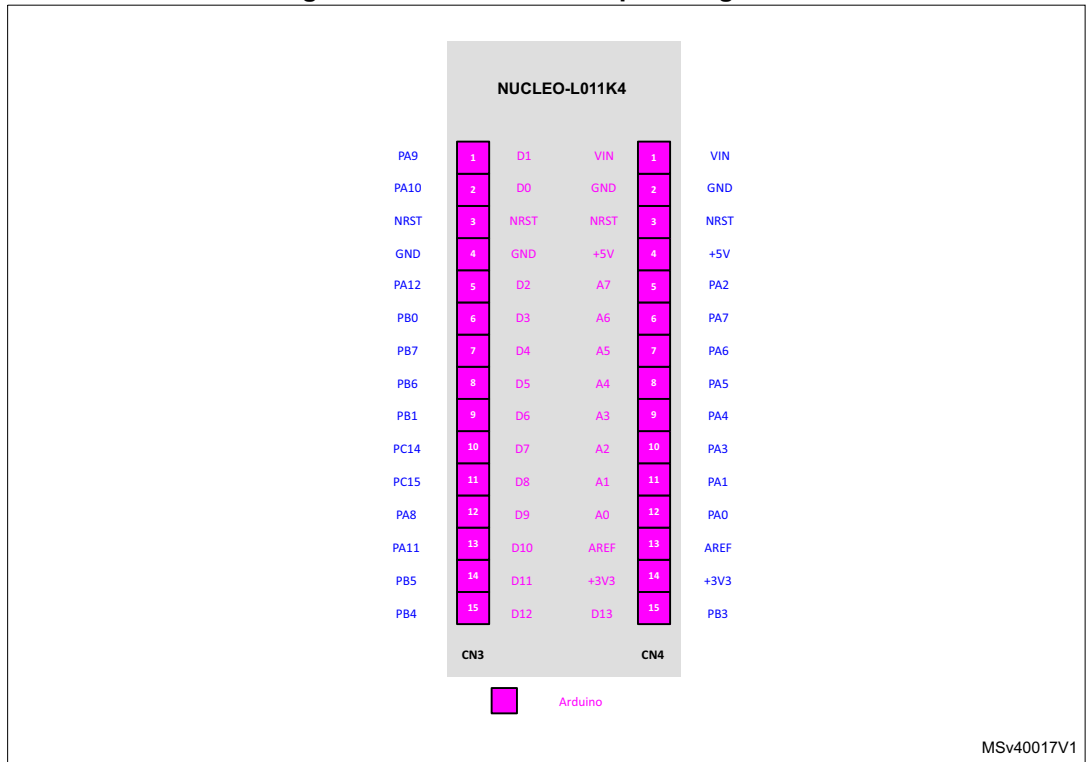 NUCLEO-L011K4
PA9 1 D1 VIN 1 VIN
PA10 2 D0 GND 2 GND
NRST 3 NRST NRST 3 NRST
GND 4 GND +5V 4 +5V
PA12 5 D2 A7 5 PA2
PB0 6 D3 A6 6 PA7
PB7 7 D4 A5 7 PA6
PB6 8 D5 A4 8 PA5
PB1 9 D6 A3 9 PA4
PC14 10 D7 A2 10 PA3
PC15 11 D8 A1 11 PA1
PA8 12 D9 A0 12 PA0
PA11 13 D10 AREF 13 AREF
PB5 14 D11 +3V3 14 +3V3
PB4 15 D12 D13 15 PB3
CN3 CN4
Arduino
MSv40017V1